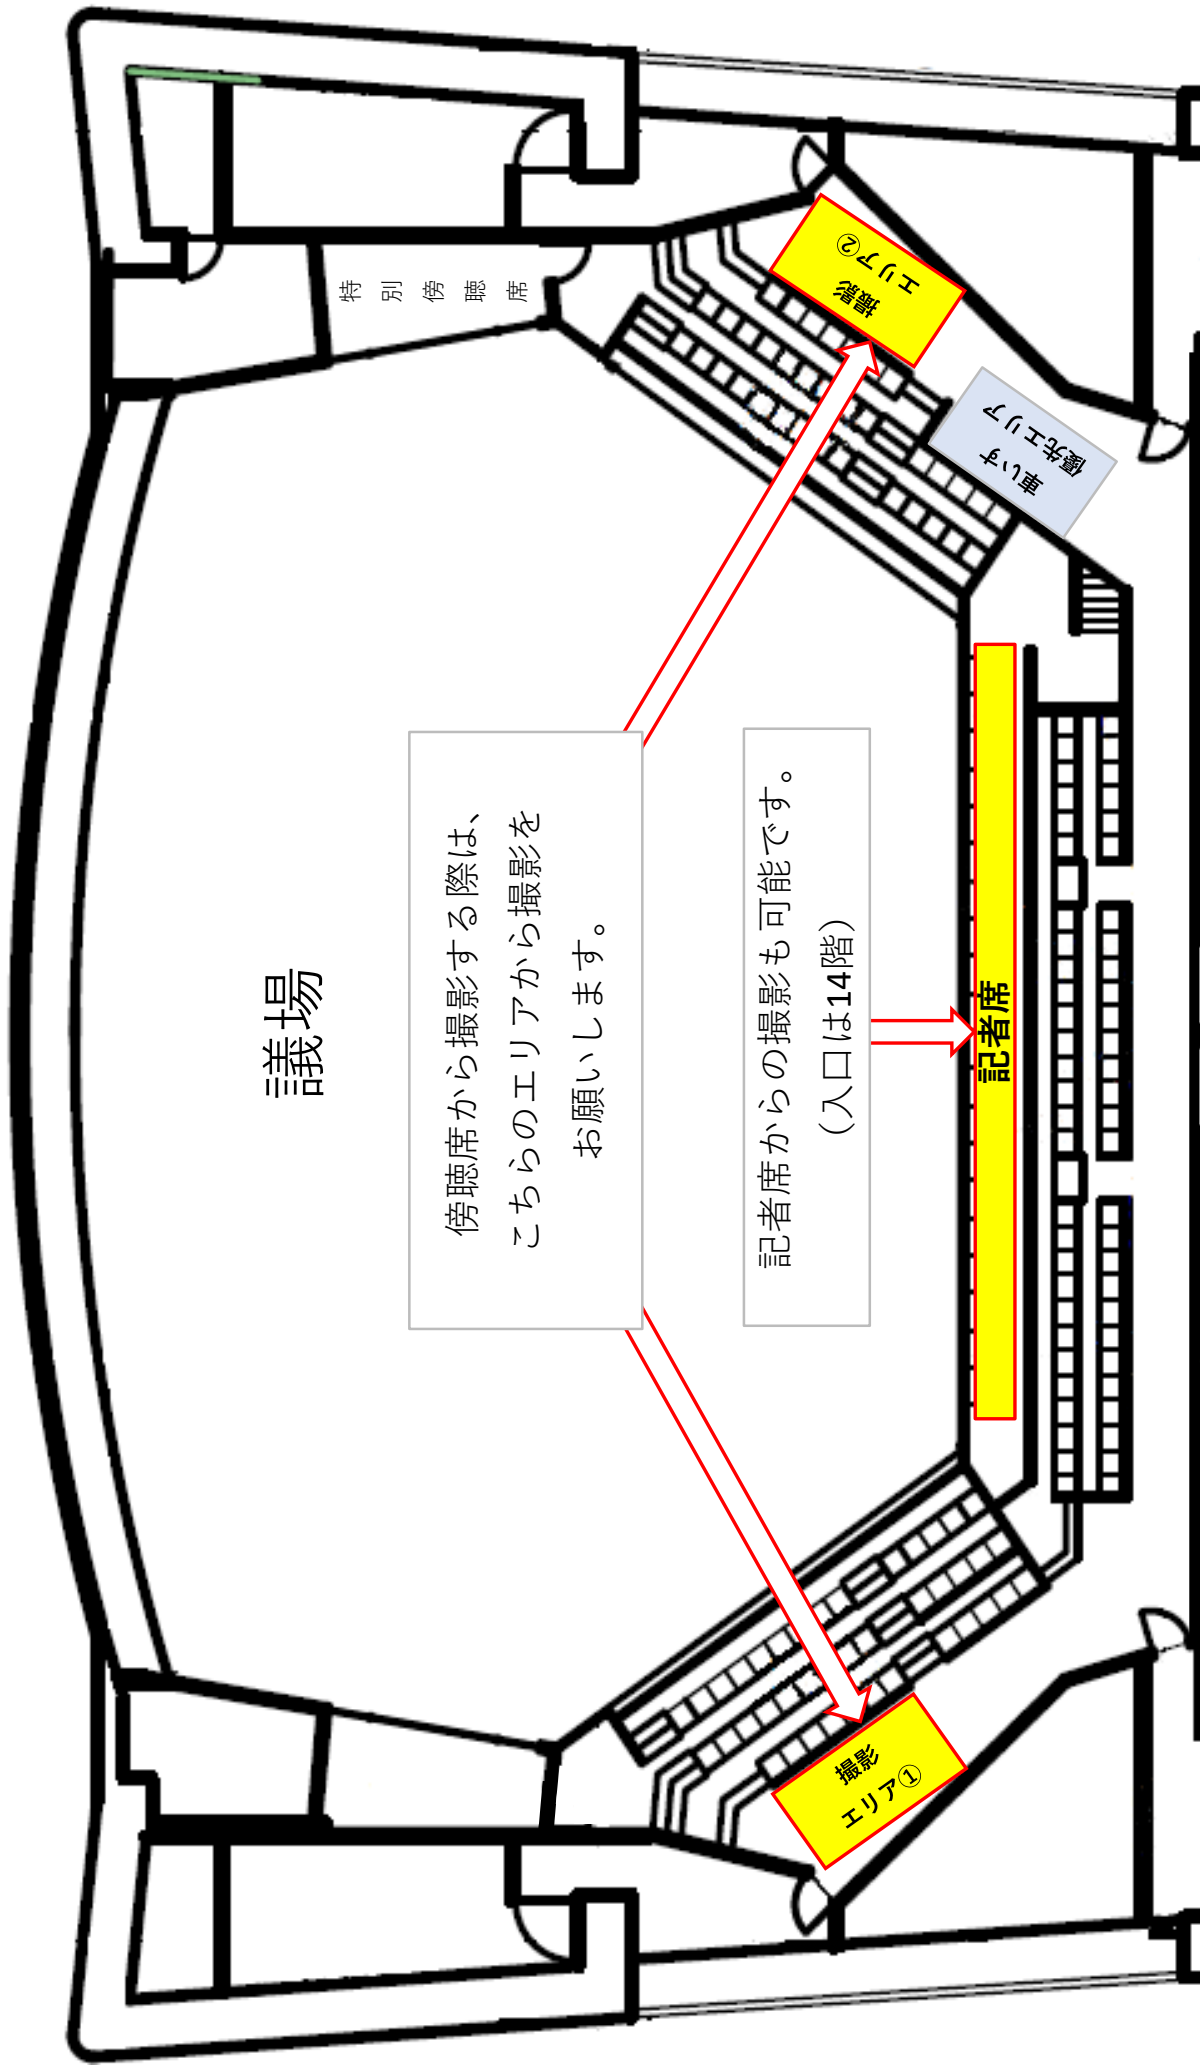 議場
傍聴席から撮影する際は、
こちらのエリアから撮影を
お願いします。
記者席からの撮影も可能です。
（入口は14階）
記者席
撮影
エリア①
撮影
エリア②
車いす
優先エリア
特別傍聴席